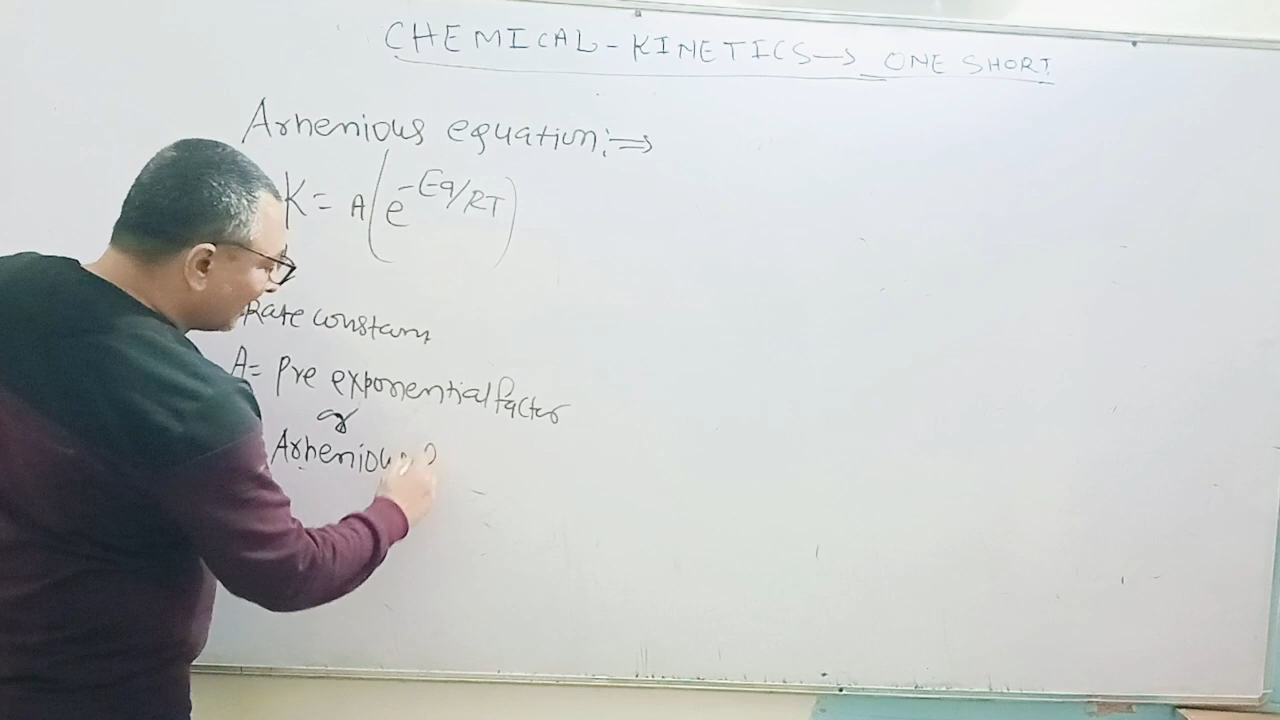 CHEMICAL-KINETICS→ ONE SHORT
Arhenious equation:⇒
K = A(e^-Ea/RT)
Rate constant
A = Pre exponential factor
or
Arhenious